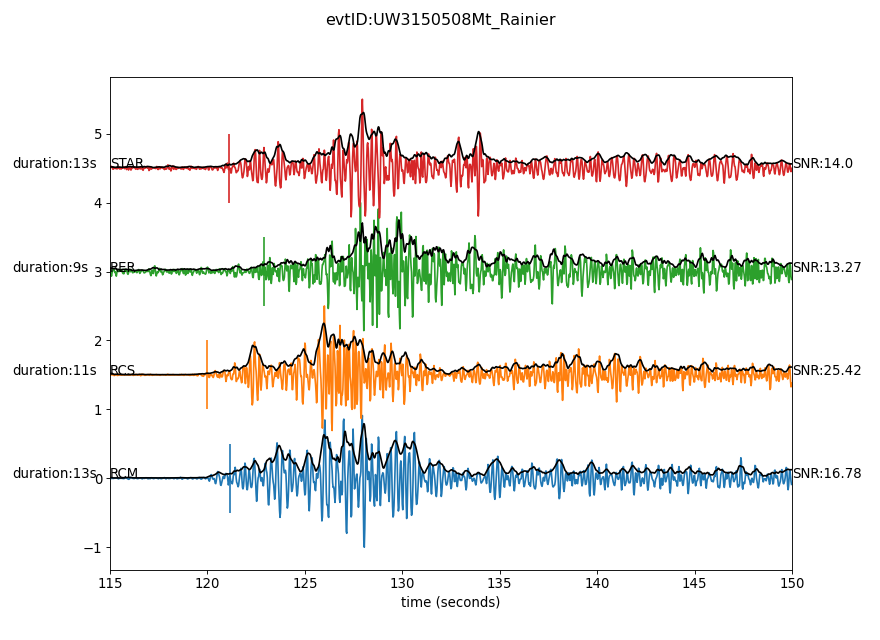 evtID:UW3150508Mt_Rainier
5
duration:13s STAR SNR:14.0
4
duration:9s RER 3 SNR:13.27
2
duration:11s RCS SNR:25.42
1
duration:13s RCM 0 SNR:16.78
−1
115 120 125 130 135 140 145 150
time (seconds)